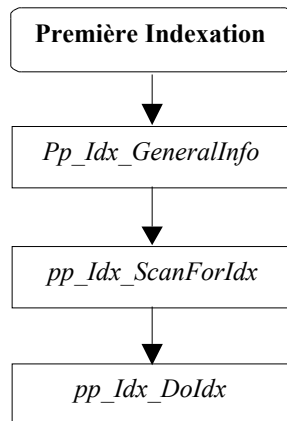 Première Indexation
Pp_Idx_GeneralInfo
pp_Idx_ScanForIdx
pp_Idx_DoIdx